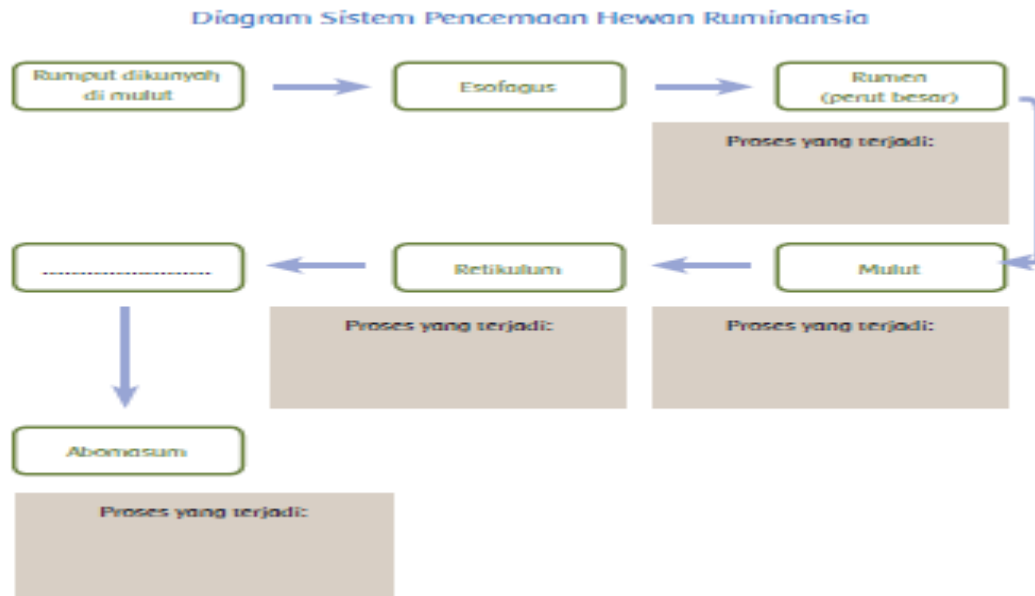 Diagram Sistem Pencernaan Hewan Ruminansia
Rumput dikunyah
di mulut
Esofagus
Rumen
(perut besar)
Proses yang terjadi:
........................
Retikulum
Mulut
Proses yang terjadi:
Proses yang terjadi:
Abomasum
Proses yang terjadi: